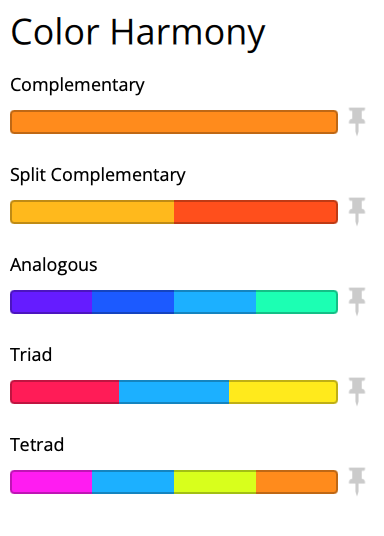 Color Harmony
Complementary
Split Complementary
Analogous
Triad
Tetrad